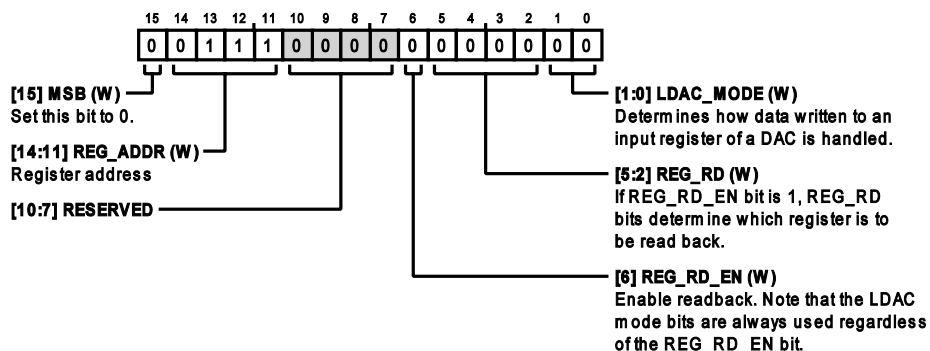 15 14 13 12 11 10 9 8 7 6 5 4 3 2 1 0
0 0 1 1 1 0 0 0 0 0 0 0 0 0 0 0
[15] MSB (W)
Set this bit to 0.
[14:11] REG_ADDR (W)
Register address
[10:7] RESERVED
[1:0] LDAC_MODE (W)
Determines how data written to an
input register of a DAC is handled.
[5:2] REG_RD (W)
If REG_RD_EN bit is 1, REG_RD
bits determine which register is to
be read back.
[6] REG_RD_EN (W)
Enable readback. Note that the LDAC
mode bits are always used regardless
of the REG_RD_EN bit.